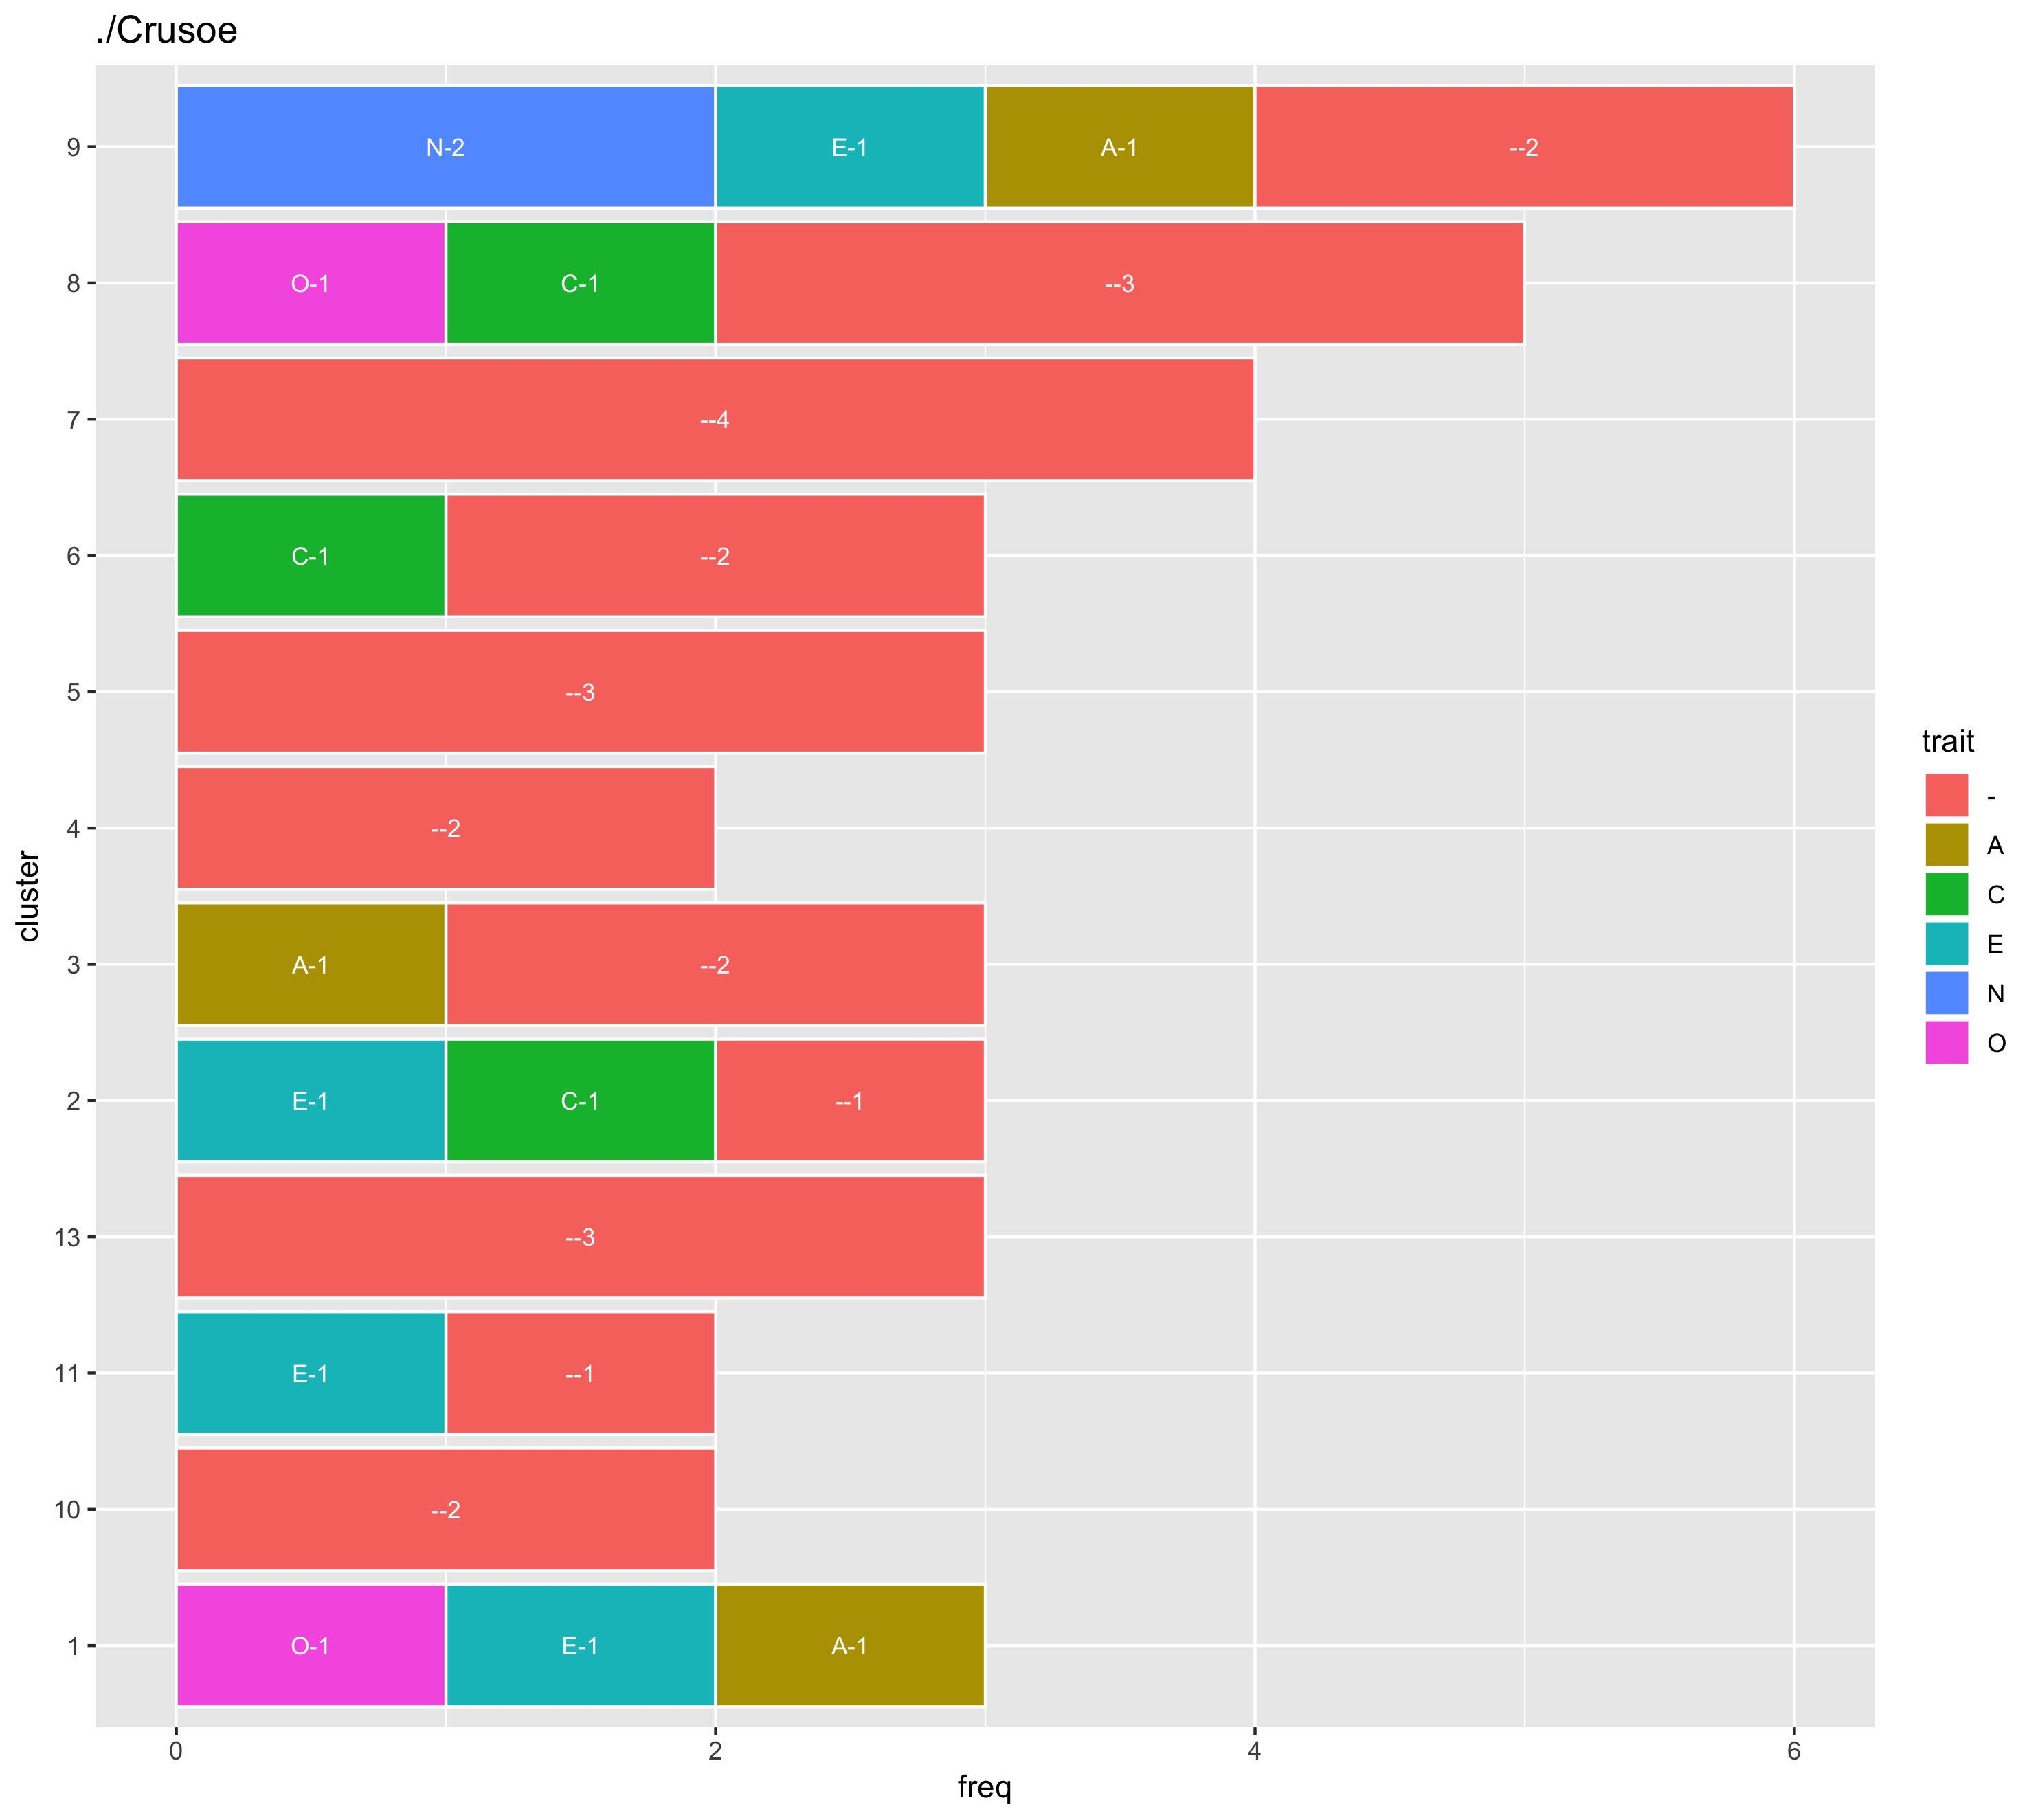 ./Crusoe
9 N-2 E-1 A-1 --2
8 O-1 C-1 --3
7 --4
6 C-1 --2
5 --3
4 --2
3 A-1 --2
2 E-1 C-1 --1
13 --3
11 E-1 --1
10 --2
1 O-1 E-1 A-1
0 2 4 6
freq
cluster
trait
-
A
C
E
N
O